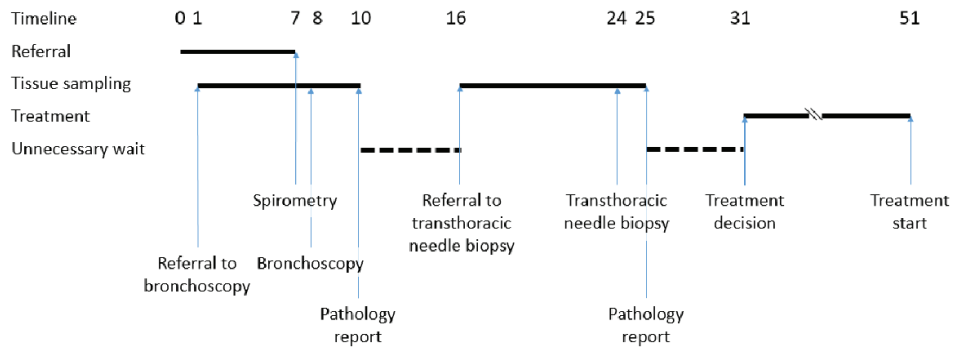 Timeline 0 1 7 8 10 16 24 25 31 51
Referral
Tissue sampling
Treatment
Unnecessary wait
Spirometry
Referral to
transthoracic
needle biopsy
Transthoracic
needle biopsy
Treatment
decision
Treatment
start
Referral to
bronchoscopy
Bronchoscopy
Pathology
report
Pathology
report